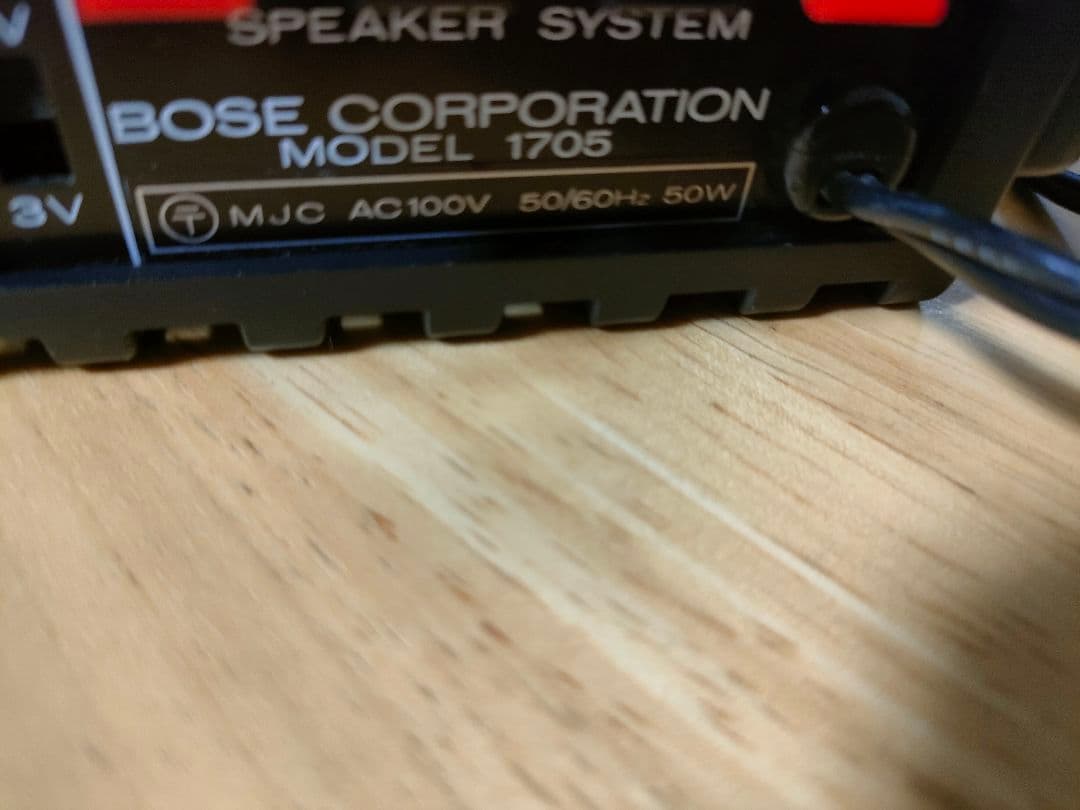 SPEAKER SYSTEM
BOSE CORPORATION
MODEL 1705
〒 MJC AC100V 50/60Hz 50W
V
3V